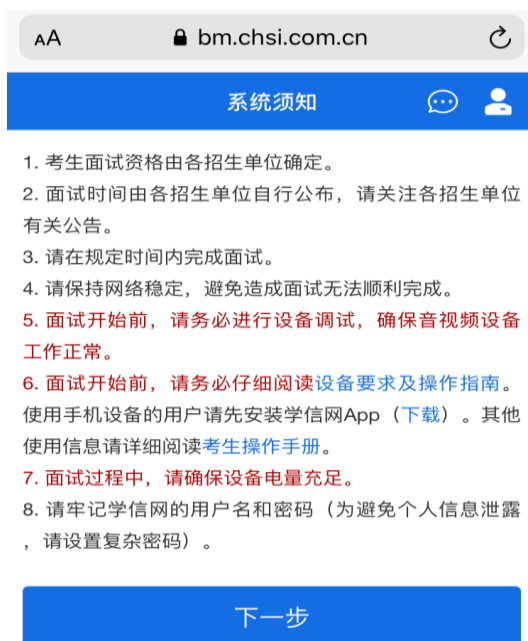 AA bm.chsi.com.cn
系统须知
1. 考生面试资格由各招生单位确定。
2. 面试时间由各招生单位自行公布，请关注各招生单位
有关公告。
3. 请在规定时间内完成面试。
4. 请保持网络稳定，避免造成面试无法顺利完成。
5. 面试开始前，请务必进行设备调试，确保音视频设备
工作正常。
6. 面试开始前，请务必仔细阅读设备要求及操作指南。
使用手机设备的用户请先安装学信网App（下载）。其他
使用信息请详细阅读考生操作手册。
7. 面试过程中，请确保设备电量充足。
8. 请牢记学信网的用户名和密码（为避免个人信息泄露
，请设置复杂密码）。
下一步